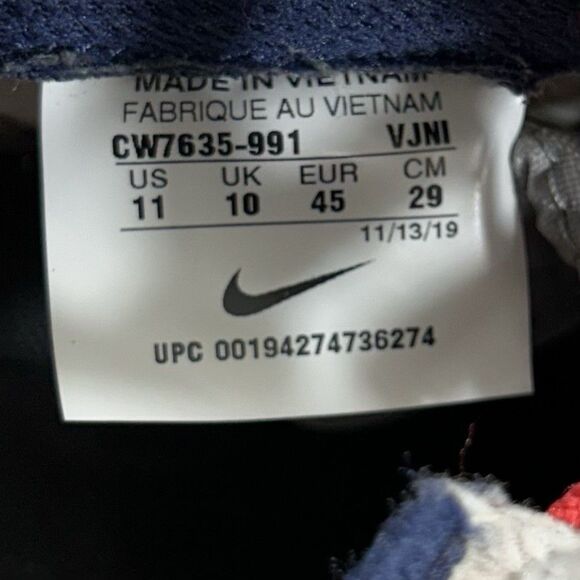 MADE IN VIETNAM
FABRIQUE AU VIETNAM
CW7635-991 VJNI
US UK EUR CM
11 10 45 29
11/13/19
UPC 00194274736274